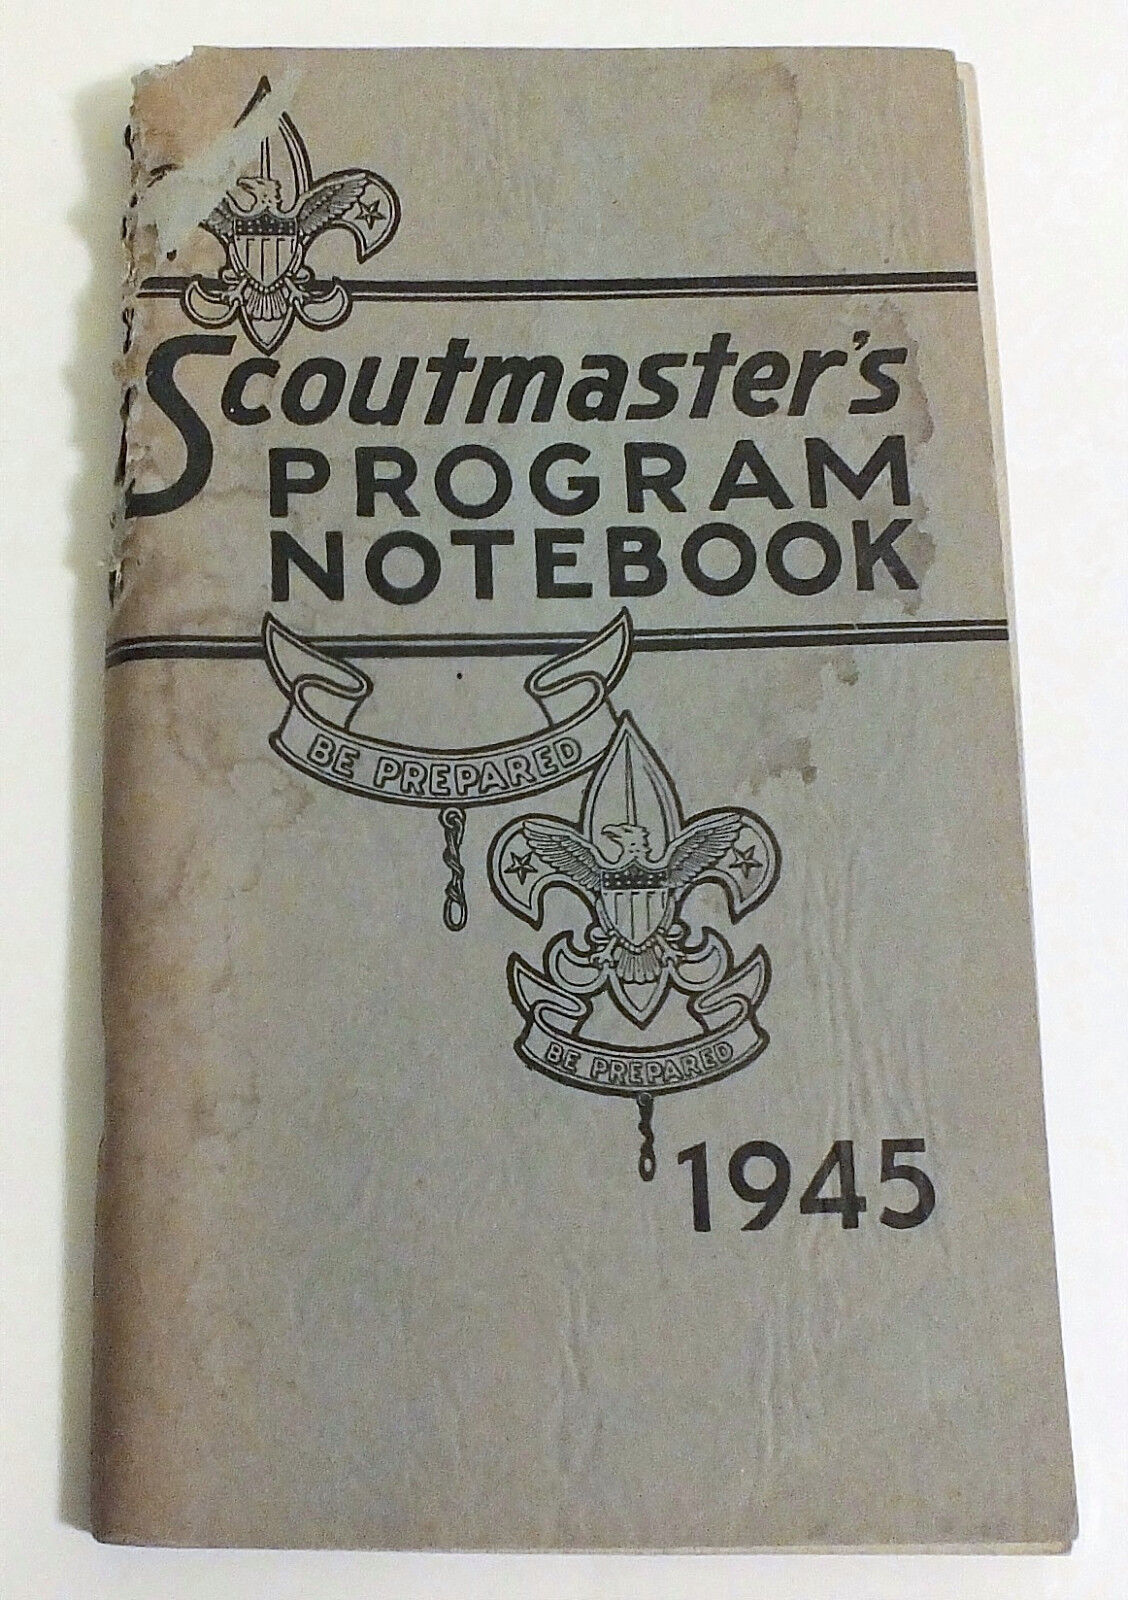 Scoutmaster's
PROGRAM
NOTEBOOK
BE PREPARED
BE PREPARED
1945